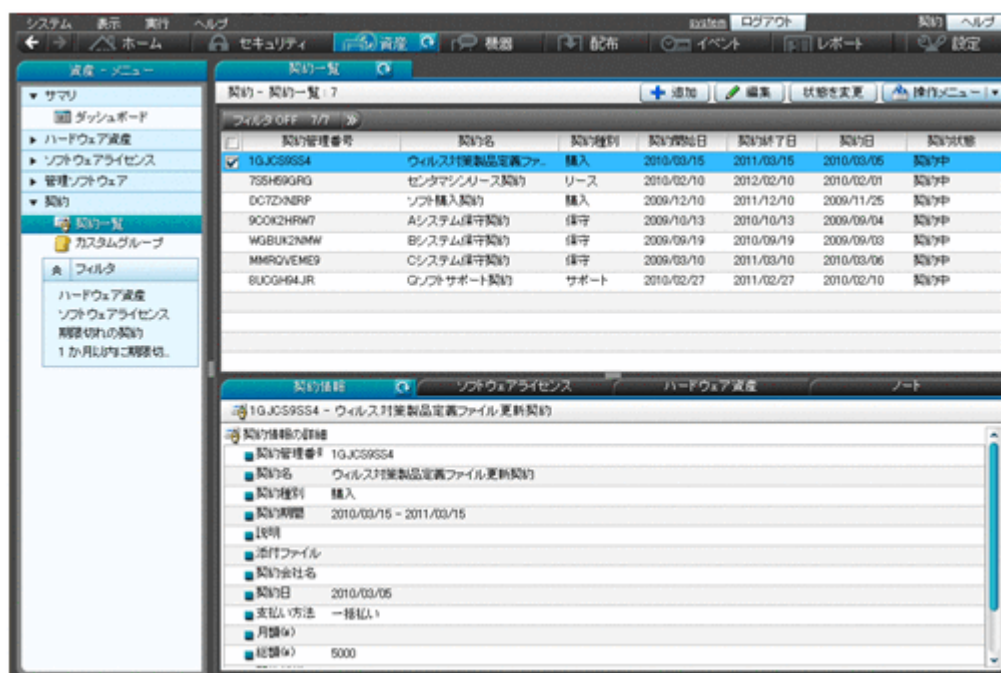 システム 表示 実行 ヘルプ system ログアウト 契約 ヘルプ
ホーム セキュリティ 資産 機器 配布 イベント レポート 設定
資産 - メニュー
契約一覧
サマリ
ダッシュボード
ハードウェア資産
ソフトウェアライセンス
管理ソフトウェア
契約
契約一覧
カスタムグループ
フィルタ
ハードウェア資産
ソフトウェアライセンス
期限切れの契約
1か月以内に期限切..
契約 - 契約一覧 : 7 追加 編集 状態を変更 操作メニュー
フィルタOFF 7/7
契約管理番号 契約名 契約種別 契約開始日 契約終了日 契約日 契約状態
1GJCS9SS4 ウィルス対策製品定義ファ.. 購入 2010/03/15 2011/03/15 2010/03/05 契約中
7S5H59GRG センタマシンリース契約 リース 2010/02/10 2012/02/10 2010/02/01 契約中
DC7ZXNIRP ソフト購入契約 購入 2009/12/10 2011/12/10 2009/11/25 契約中
9COK2HRW7 Aシステム保守契約 保守 2009/10/13 2010/10/13 2009/09/04 契約中
WGBUK2NMW Bシステム保守契約 保守 2009/09/19 2010/09/19 2009/09/03 契約中
MMRQVEME9 Cシステム保守契約 保守 2009/03/10 2011/03/10 2010/03/06 契約中
8UCGH94JR Gソフトサポート契約 サポート 2010/02/27 2011/02/27 2010/02/10 契約中
契約情報 ソフトウェアライセンス ハードウェア資産 ノート
1GJCS9SS4 - ウィルス対策製品定義ファイル更新契約
契約情報の詳細
契約管理番号 1GJCS9SS4
契約名 ウィルス対策製品定義ファイル更新契約
契約種別 購入
契約期間 2010/03/15 - 2011/03/15
説明
添付ファイル
契約会社名
契約日 2010/03/05
支払い方法 一括払い
月額(¥)
総額(¥) 5000